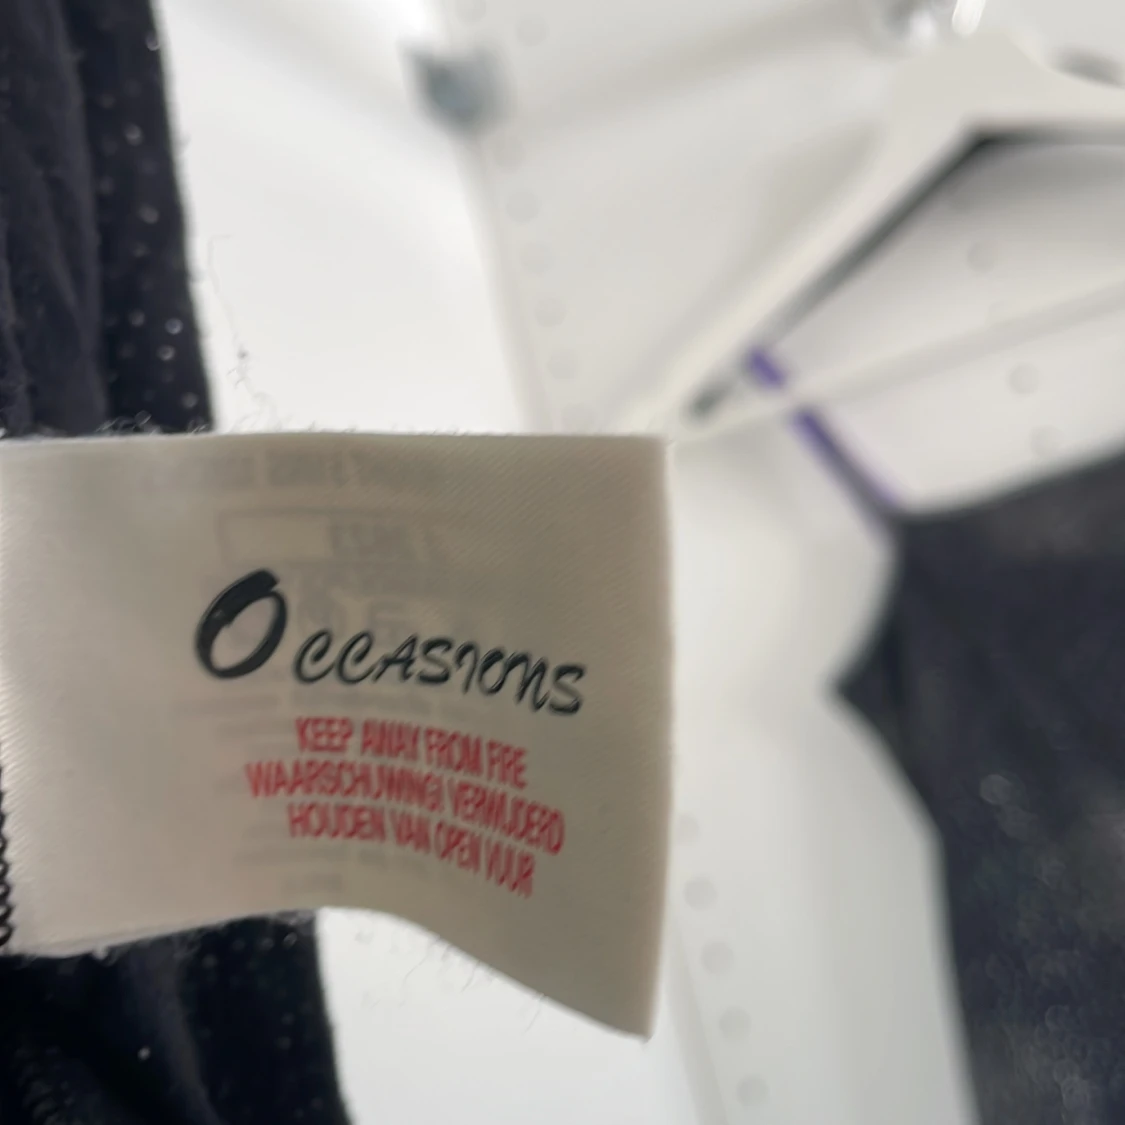 OCCASIONS
KEEP AWAY FROM FIRE
WAARSCHUWING! VERWIJDERD
HOUDEN VAN OPEN VUUR